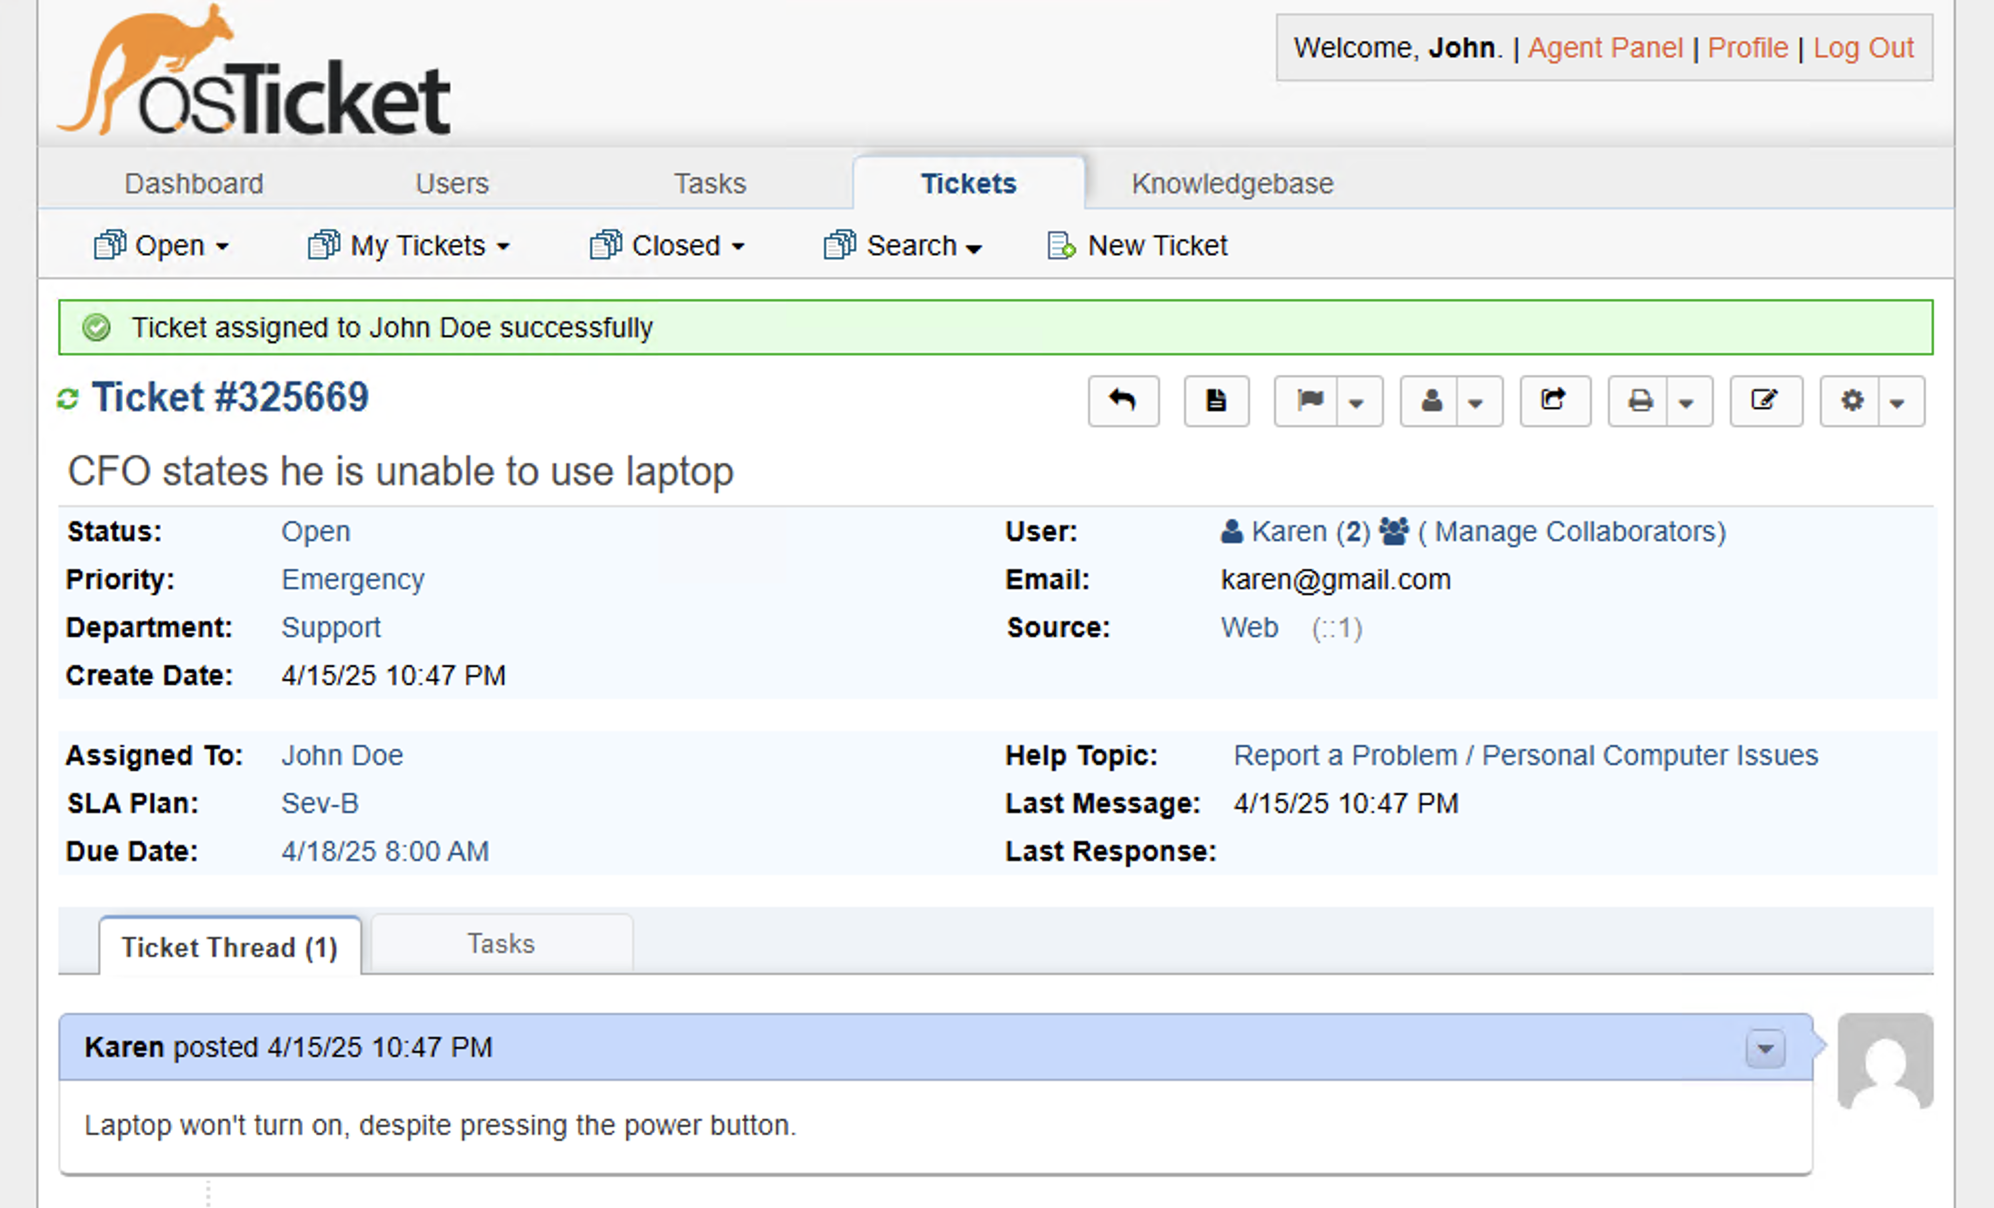 osTicket
Welcome, John. | Agent Panel | Profile | Log Out
Dashboard Users Tasks Tickets Knowledgebase
Open My Tickets Closed Search New Ticket
Ticket assigned to John Doe successfully
Ticket #325669
CFO states he is unable to use laptop
Status: Open User: Karen (2) ( Manage Collaborators)
Priority: Emergency Email: karen@gmail.com
Department: Support Source: Web (::1)
Create Date: 4/15/25 10:47 PM
Assigned To: John Doe Help Topic: Report a Problem / Personal Computer Issues
SLA Plan: Sev-B Last Message: 4/15/25 10:47 PM
Due Date: 4/18/25 8:00 AM Last Response:
Ticket Thread (1) Tasks
Karen posted 4/15/25 10:47 PM
Laptop won't turn on, despite pressing the power button.